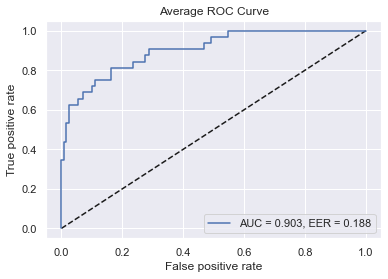 Average ROC Curve
1.0
0.8
0.6
0.4
0.2
0.0
True positive rate
AUC = 0.903, EER = 0.188
0.0 0.2 0.4 0.6 0.8 1.0
False positive rate